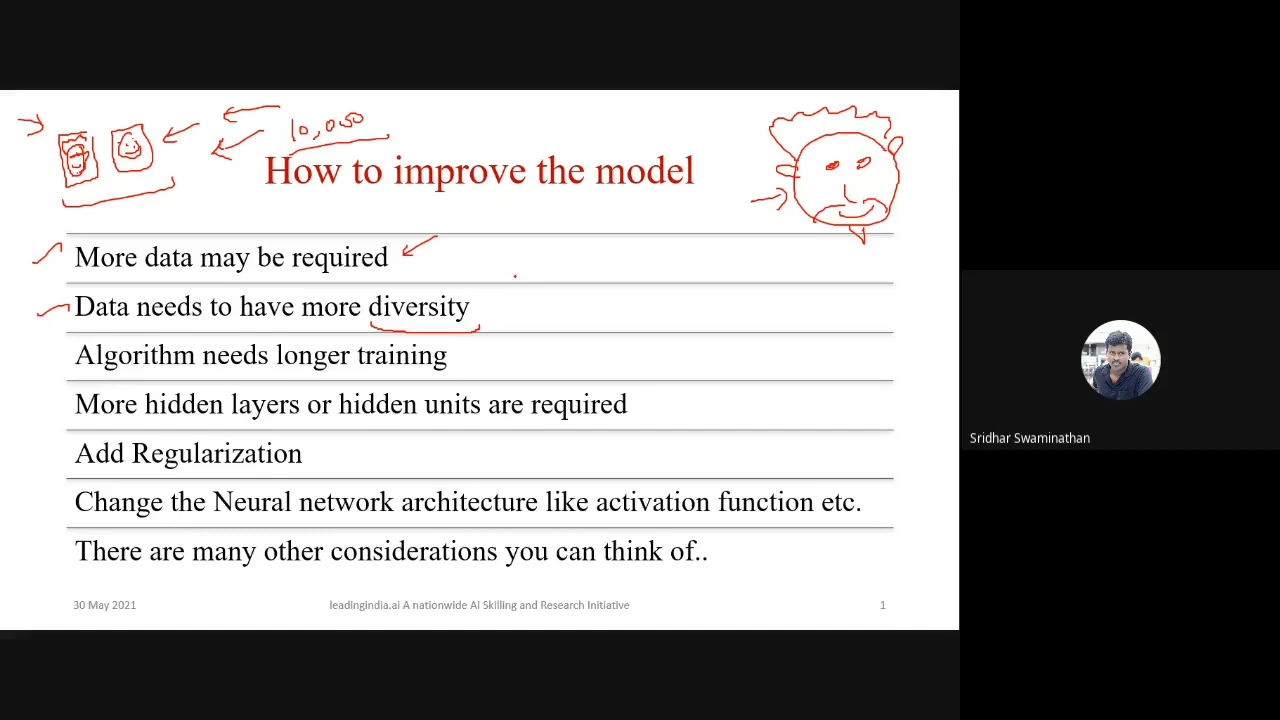 10,000
How to improve the model
More data may be required
Data needs to have more diversity
Algorithm needs longer training
More hidden layers or hidden units are required
Add Regularization
Change the Neural network architecture like activation function etc.
There are many other considerations you can think of..
30 May 2021
leadingindia.ai A nationwide AI Skilling and Research Initiative
1
Sridhar Swaminathan